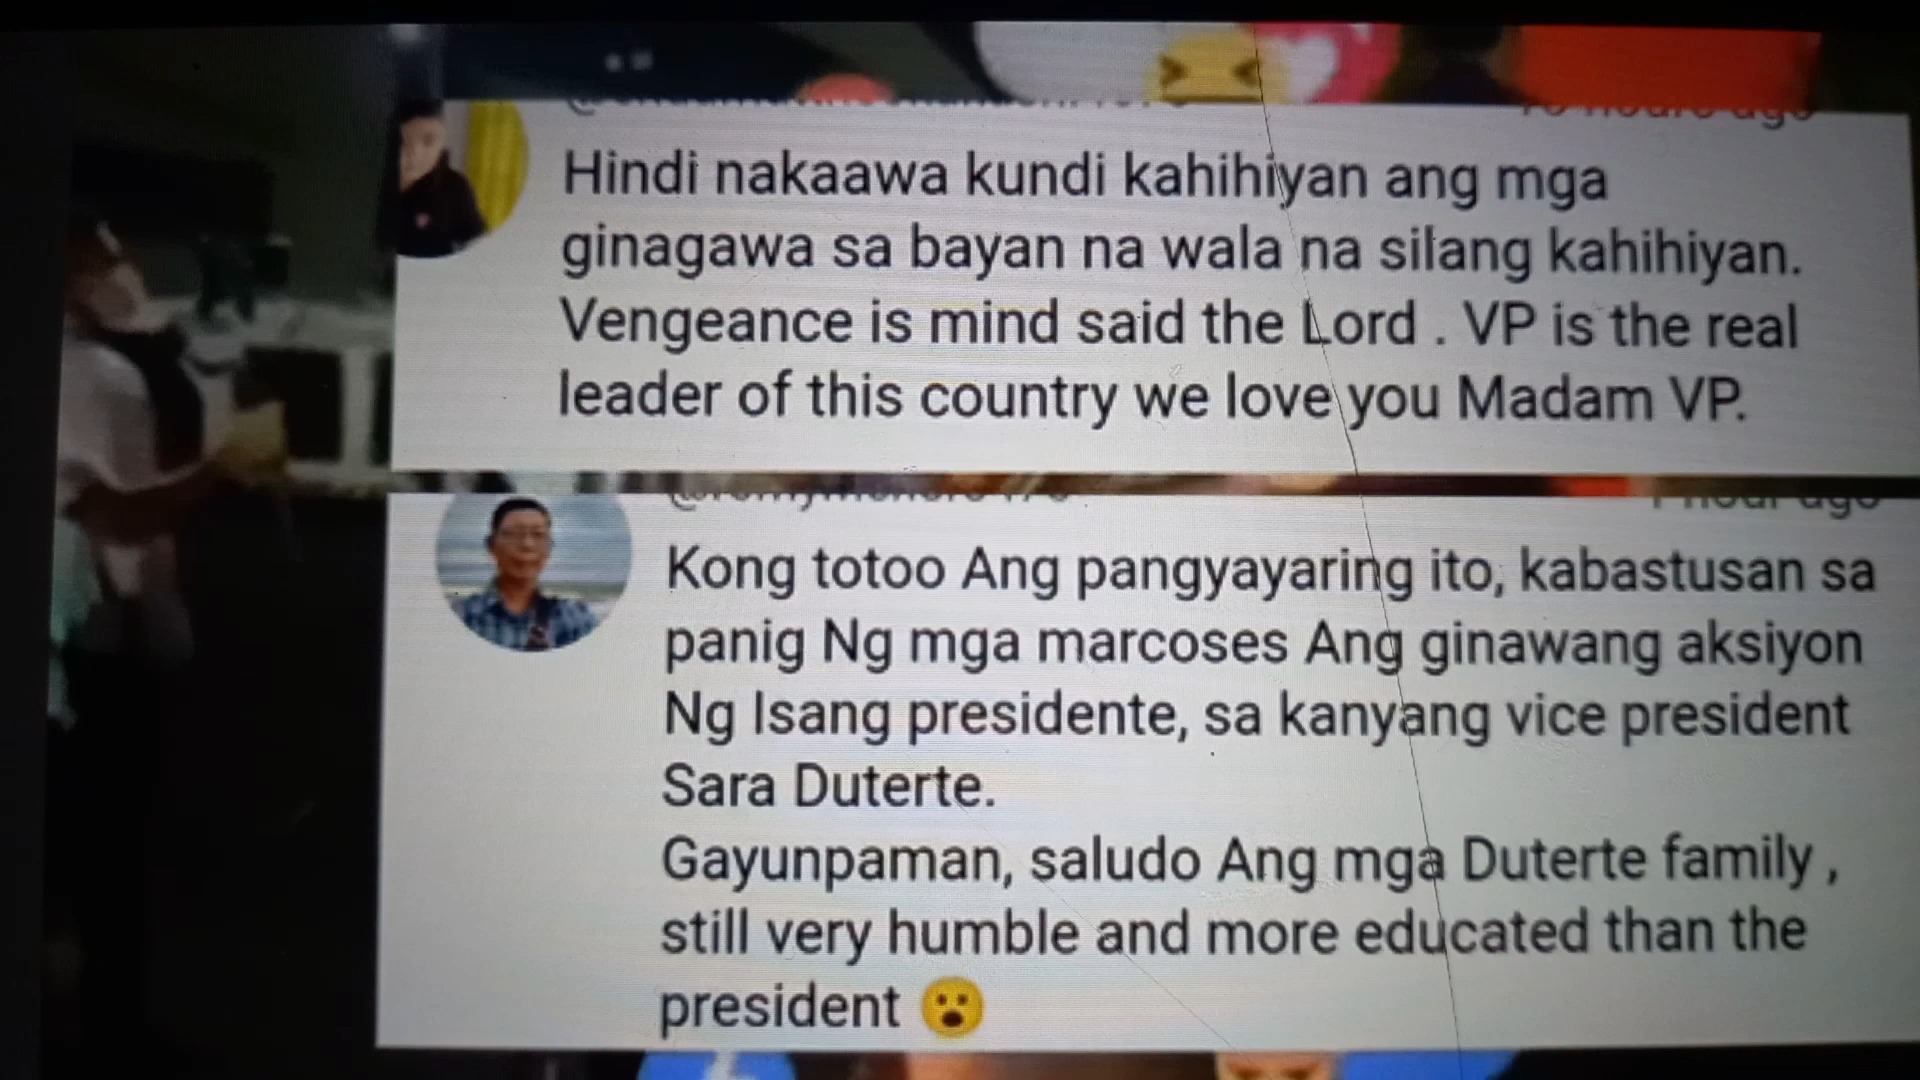 Hindi nakaawa kundi kahihiyan ang mga
ginagawa sa bayan na wala na silang kahihiyan.
Vengeance is mind said the Lord . VP is the real
leader of this country we love you Madam VP.
hour ago
Kong totoo Ang pangyayaring ito, kabastusan sa
panig Ng mga marcoses Ang ginawang aksiyon
Ng Isang presidente, sa kanyang vice president
Sara Duterte.
Gayunpaman, saludo Ang mga Duterte family ,
still very humble and more educated than the
president 😮